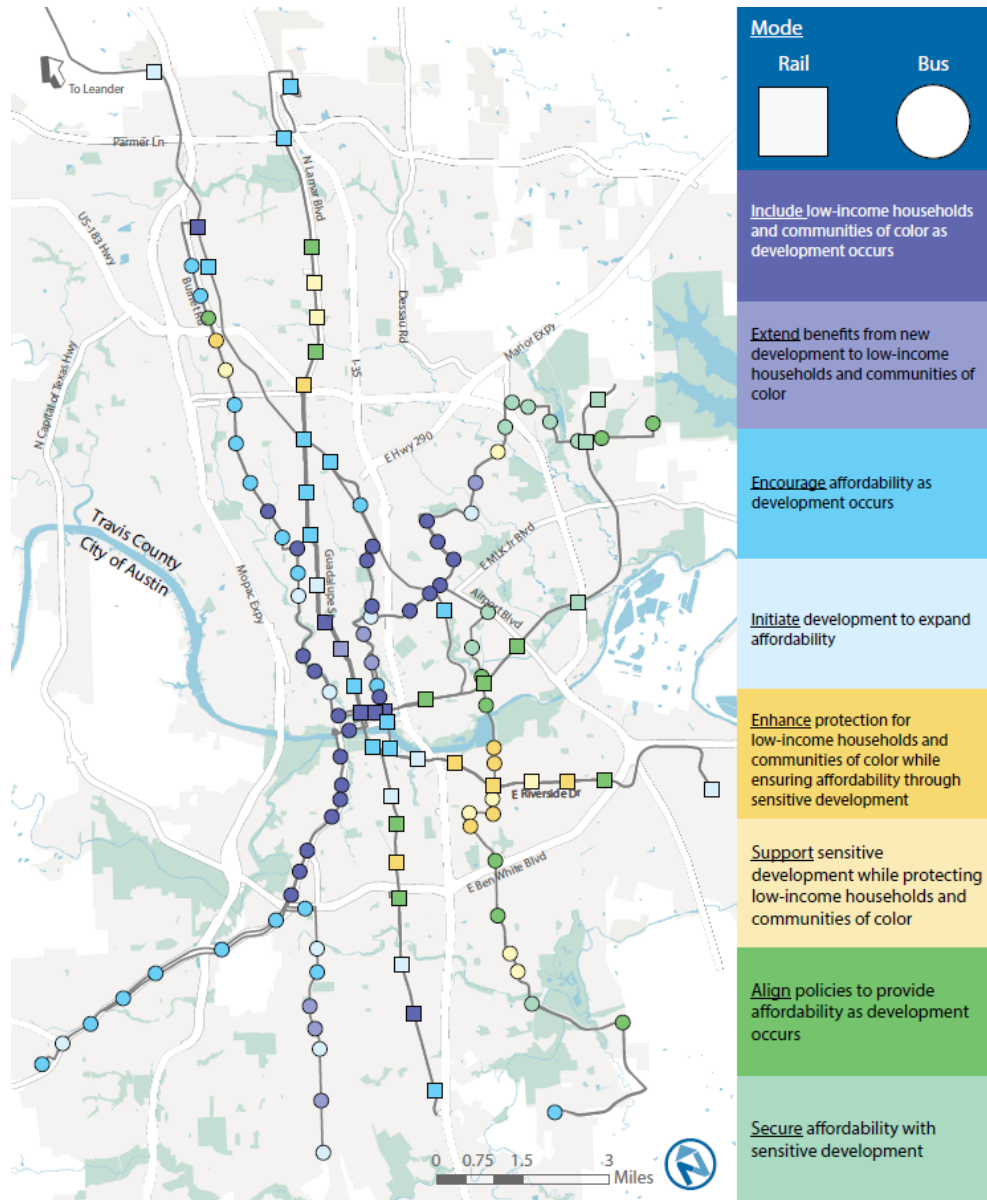 To Leander
Parmer Ln
N Lamar Blvd
US-183 Hwy
Burnet Rd
Dessau Rd
I-35
Manor Expy
N Capital of Texas Hwy
E Hwy 290
Travis County
City of Austin
Mopac Expy
Guadalupe S
E MLK Jr Blvd
Airport Blvd
E Riverside Dr
E Ben White Blvd
0 0.75 1.5 3
Miles
Mode
Rail Bus
Include low-income households
and communities of color as
development occurs
Extend benefits from new
development to low-income
households and communities of
color
Encourage affordability as
development occurs
Initiate development to expand
affordability
Enhance protection for
low-income households and
communities of color while
ensuring affordability through
sensitive development
Support sensitive
development while protecting
low-income households and
communities of color
Align policies to provide
affordability as development
occurs
Secure affordability with
sensitive development